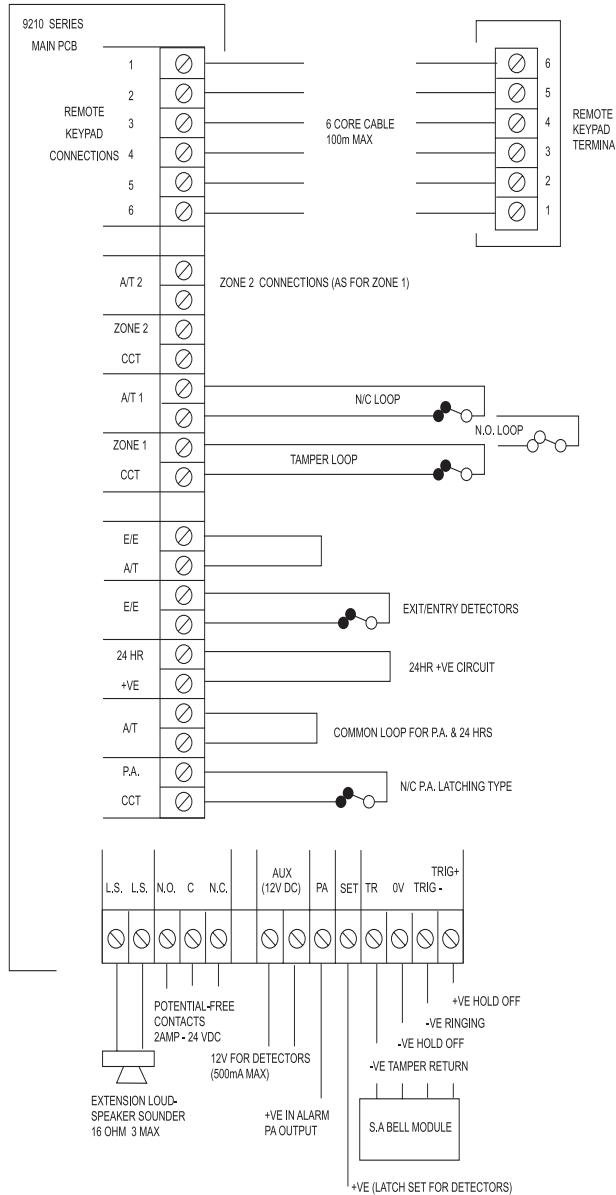 9210 SERIES
MAIN PCB
REMOTE
KEYPAD
CONNECTIONS
1
2
3
4
5
6
6 CORE CABLE
100m MAX
6
5
4
3
2
1
REMOTE
KEYPAD
TERMINA
A/T 2
ZONE 2 CONNECTIONS (AS FOR ZONE 1)
ZONE 2
CCT
A/T 1
N/C LOOP
N.O. LOOP
ZONE 1
CCT
TAMPER LOOP
E/E
A/T
E/E
EXIT/ENTRY DETECTORS
24 HR
+VE
24HR +VE CIRCUIT
A/T
COMMON LOOP FOR P.A. & 24 HRS
P.A.
CCT
N/C P.A. LATCHING TYPE
L.S. L.S. N.O. C N.C.
AUX
(12V DC)
PA SET TR 0V TRIG -
TRIG+
POTENTIAL-FREE
CONTACTS
2AMP - 24 VDC
12V FOR DETECTORS
(500mA MAX)
+VE HOLD OFF
-VE RINGING
-VE HOLD OFF
-VE TAMPER RETURN
EXTENSION LOUD-
SPEAKER SOUNDER
16 OHM 3 MAX
+VE IN ALARM
PA OUTPUT
S.A BELL MODULE
+VE (LATCH SET FOR DETECTORS)